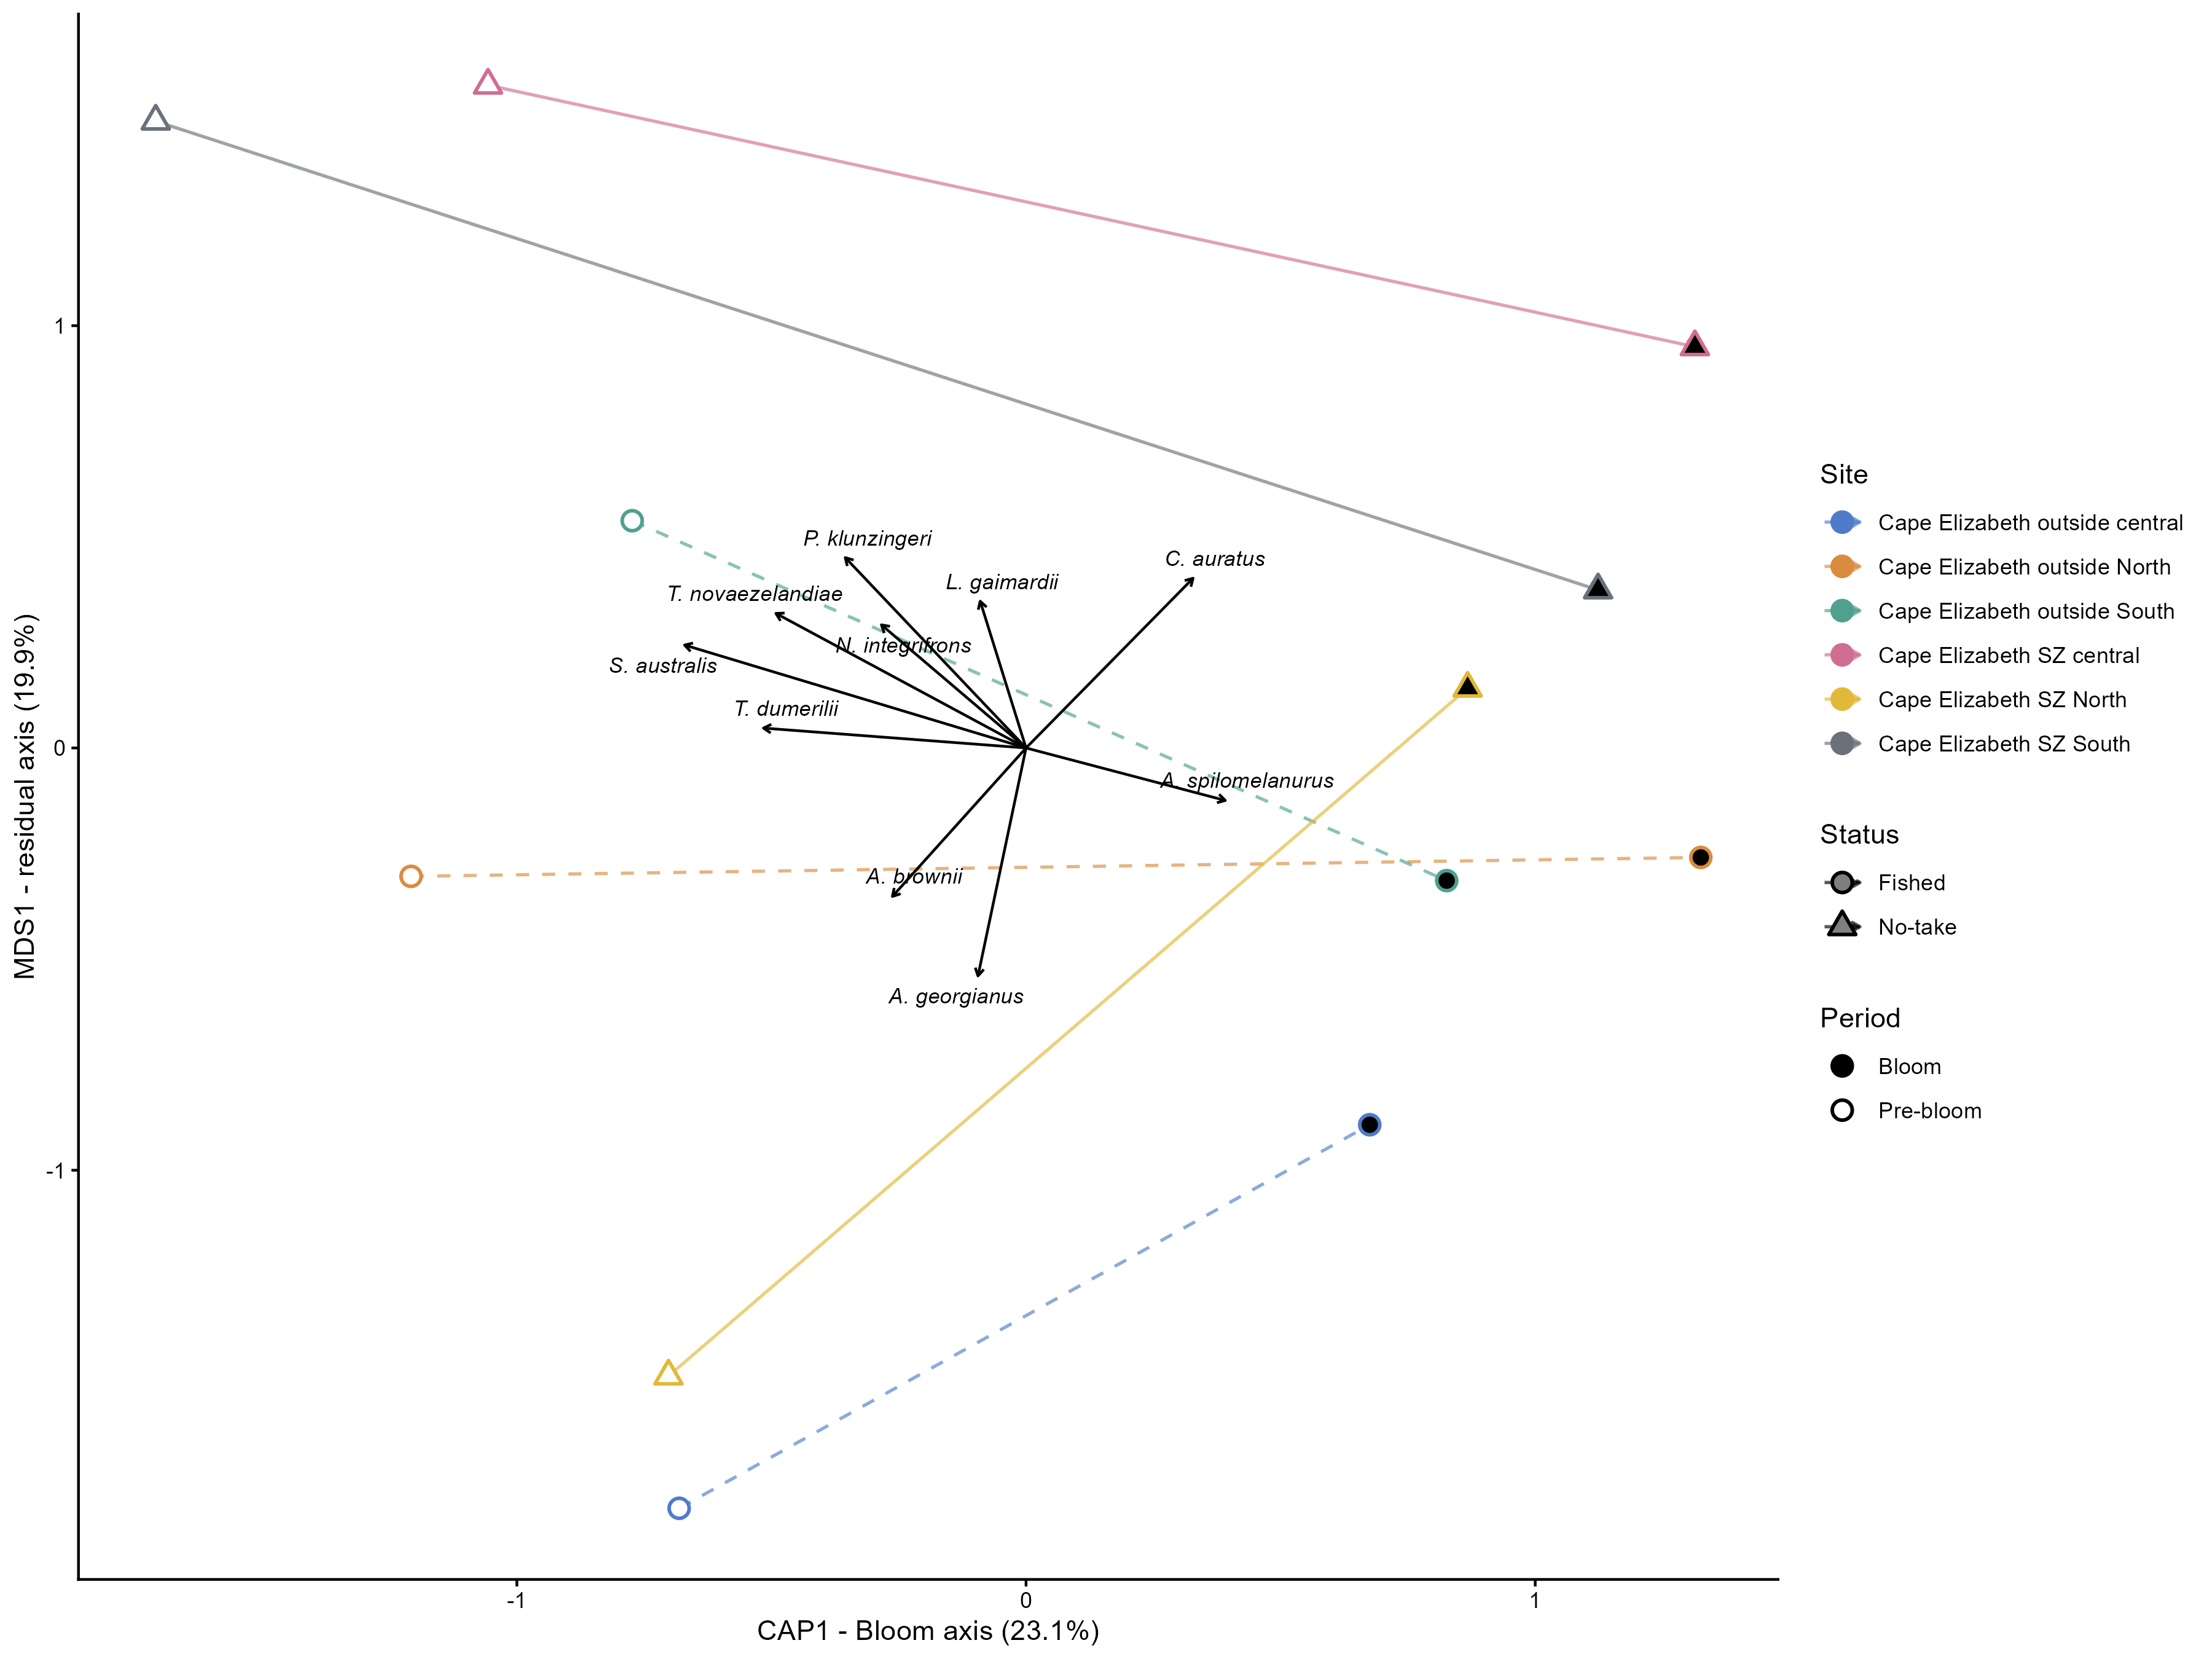 P. klunzingeri
C. auratus
L. gaimardii
T. novaezelandiae
N. integrifrons
S. australis
T. dumerilii
A. spilomelanurus
A. brownii
A. georgianus
1
0
-1
MDS1 - residual axis (19.9%)
-1
0
1
CAP1 - Bloom axis (23.1%)
Site
Cape Elizabeth outside central
Cape Elizabeth outside North
Cape Elizabeth outside South
Cape Elizabeth SZ central
Cape Elizabeth SZ North
Cape Elizabeth SZ South
Status
Fished
No-take
Period
Bloom
Pre-bloom